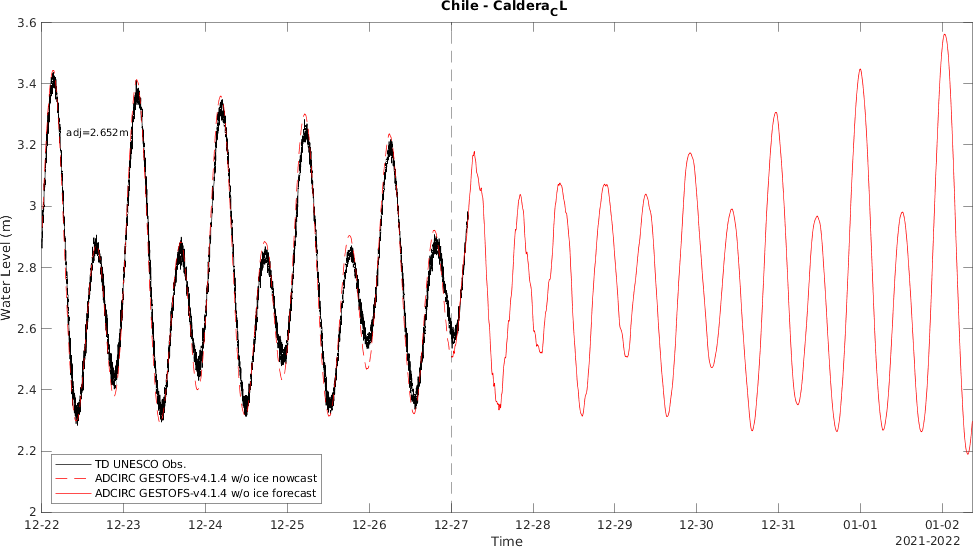 Chile - Caldera_CL
3.6
3.4
3.2
3
2.8
2.6
2.4
2.2
2
Water Level (m)
adj=2.652m
TD UNESCO Obs.
ADCIRC GESTOFS-v4.1.4 w/o ice nowcast
ADCIRC GESTOFS-v4.1.4 w/o ice forecast
12-22 12-23 12-24 12-25 12-26 12-27 12-28 12-29 12-30 12-31 01-01 01-02
Time
2021-2022